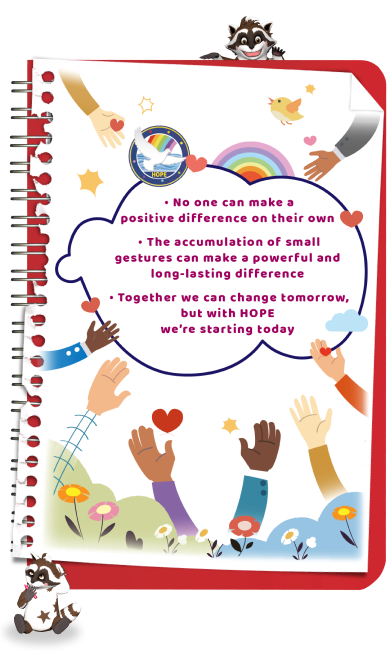 HOPE
• No one can make a
positive difference on their own
• The accumulation of small
gestures can make a powerful and
long-lasting difference
• Together we can change tomorrow,
but with HOPE
we're starting today